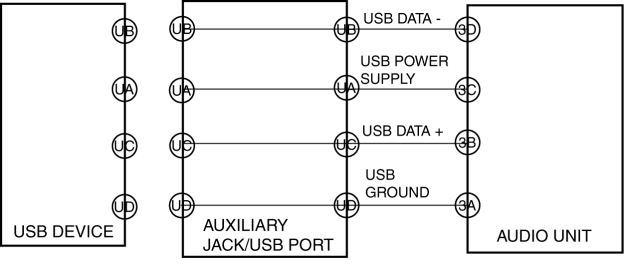 UB UB UB USB DATA - 3D
UA UA UA USB POWER SUPPLY 3C
UC UC UC USB DATA + 3B
UD UD UD USB GROUND 3A
USB DEVICE
AUXILIARY
JACK/USB PORT
AUDIO UNIT